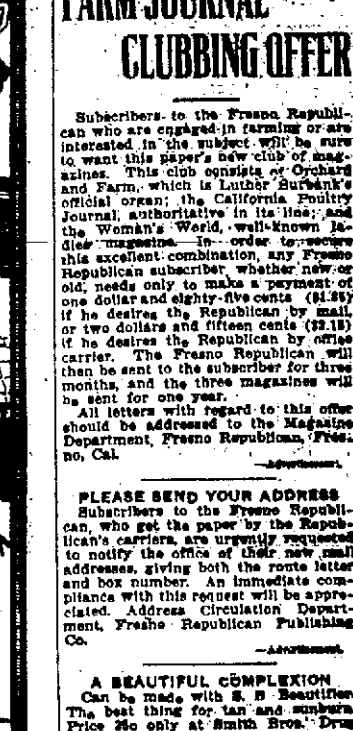 FARM JOURNAL
CLUBBING OFFER
Subscribers to the Fresno Republi-
can who are engaged in farming or are
interested in the subject will be sure
to want this paper's new club of mag-
azines. This club consists of Orchard
and Farm, which is Luther Burbank's
official organ; the California Poultry
Journal, authoritative in its line; and
the Woman's World, well-known la-
dies' magazine. In order to secure
this excellent combination, any Fresno
Republican subscriber, whether new or
old, needs only to make a payment of
one dollar and eighty-five cents ($1.85)
if he desires the Republican by mail,
or two dollars and fifteen cents ($2.15)
if he desires the Republican by office
carrier. The Fresno Republican will
then be sent to the subscriber for three
months, and the three magazines will
be sent for one year.
All letters with regard to this offer
should be addressed to the Magazine
Department, Fresno Republican, Fres-
no, Cal.
—Advertisement.
PLEASE SEND YOUR ADDRESS
Subscribers to the Fresno Republi-
can, who get the paper by the Repub-
lican's carriers, are urgently requested
to notify the office of their new mail
addresses, giving both the route letter
and box number. An immediate com-
pliance with this request will be appre-
ciated. Address Circulation Depart-
ment, Fresno Republican Publishing
Co.
—Advertisement.
A BEAUTIFUL COMPLEXION
Can be made with S. B Beautifier
The best thing for tan and sunburn
Price 25c only at Smith Bros.' Drug